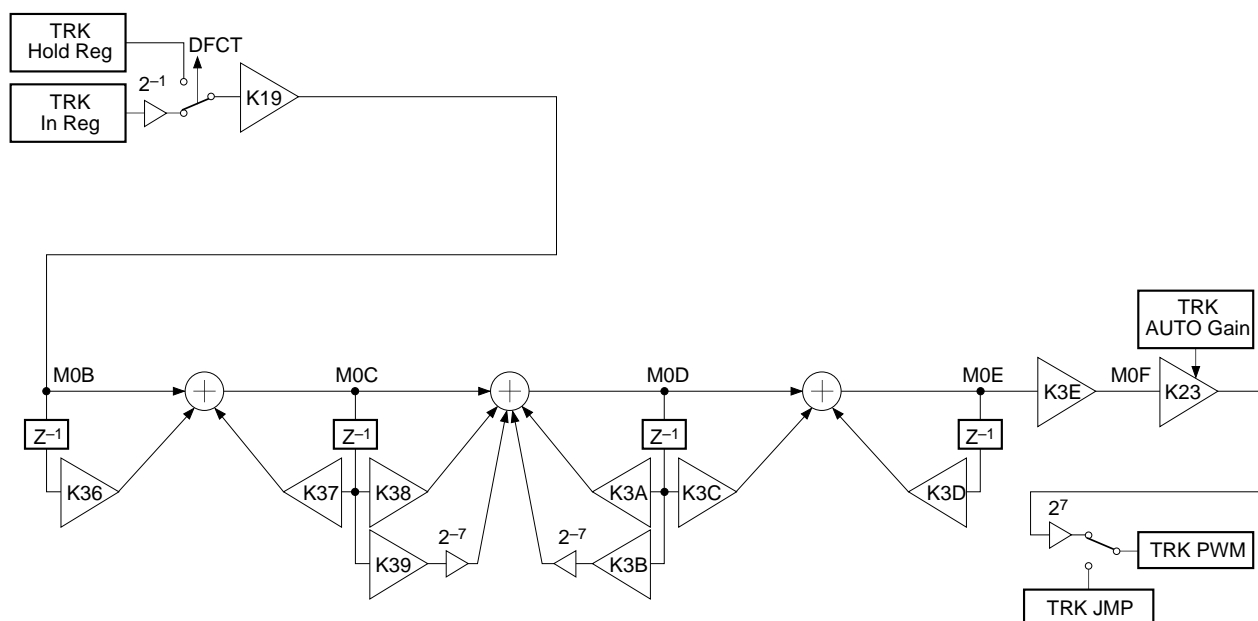 TRK
Hold Reg
DFCT
2–1
TRK
In Reg
K19
TRK
AUTO Gain
M0B
M0C
M0D
M0E
K3E
M0F
K23
Z–1
Z–1
Z–1
Z–1
K36
K37
K38
K3A
K3C
K3D
27
2–7
2–7
K39
K3B
TRK PWM
TRK JMP